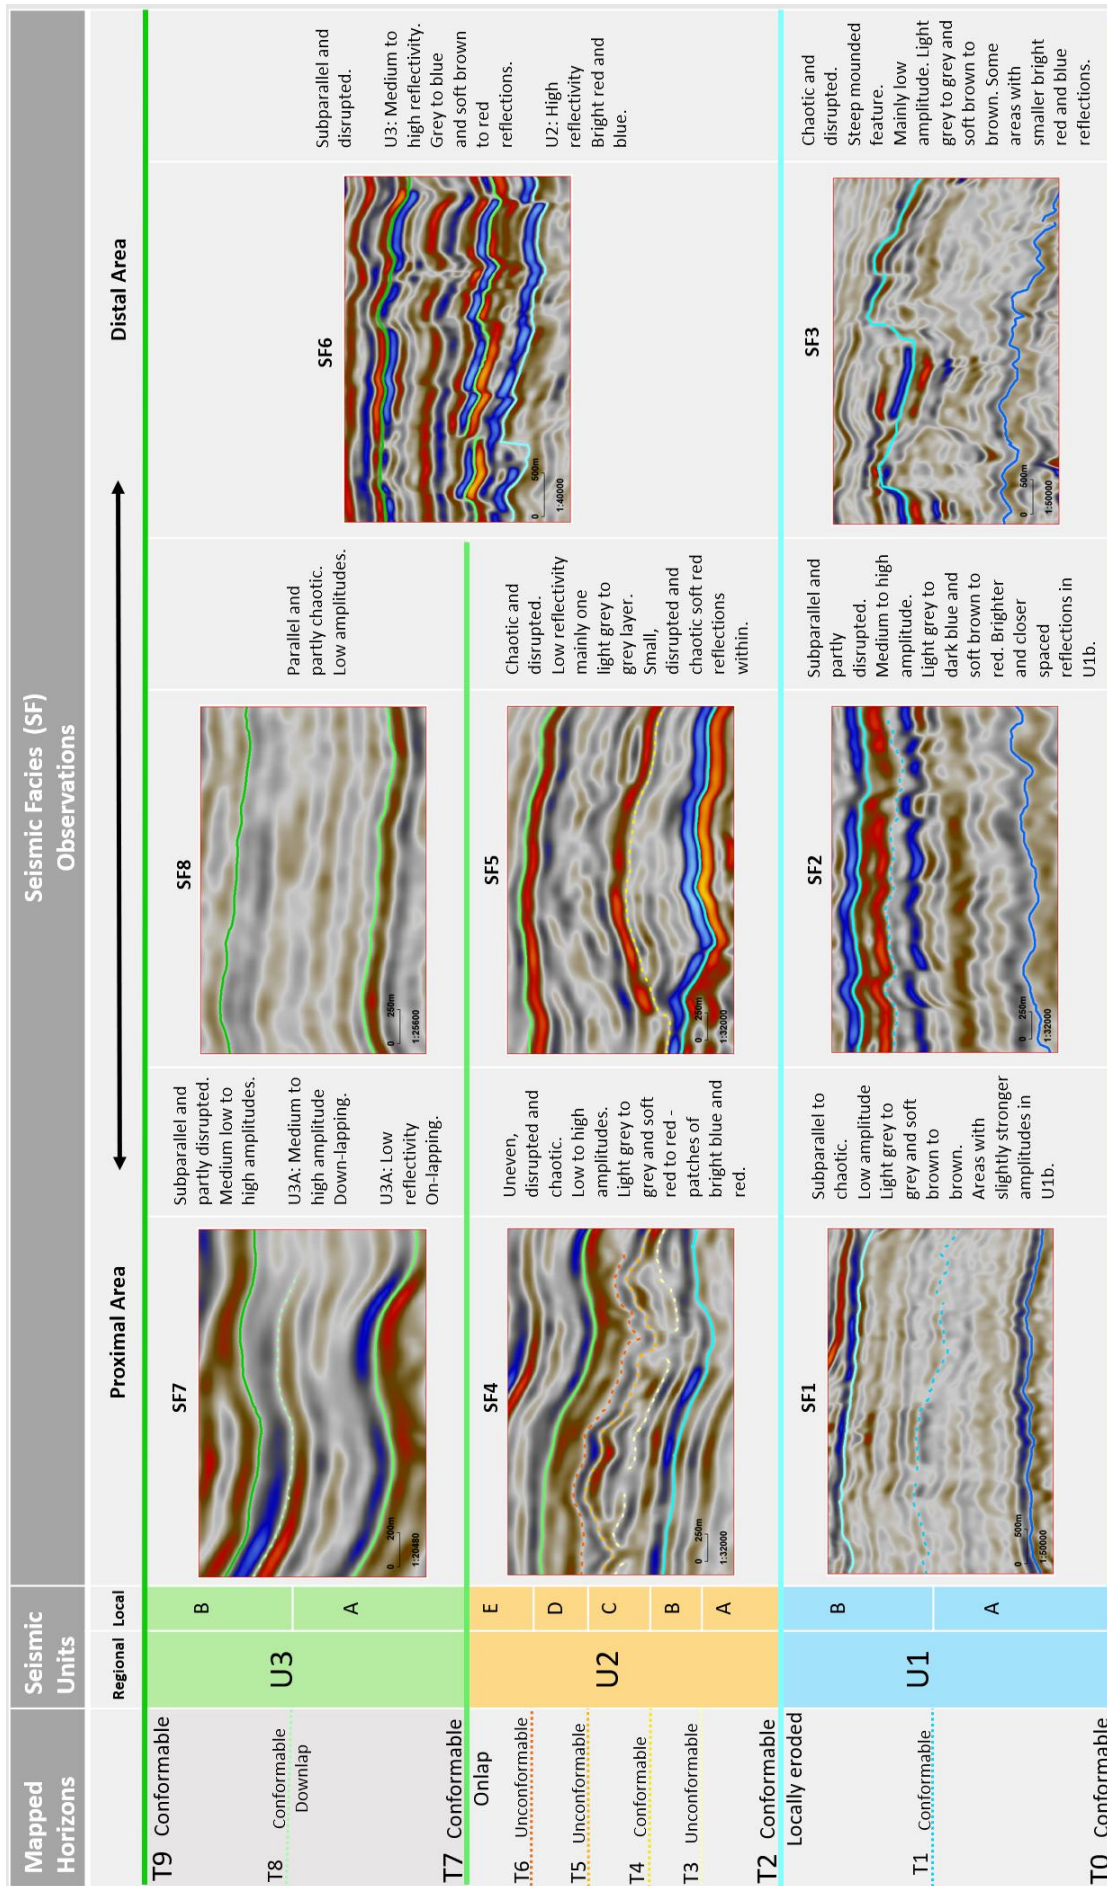 Mapped
Horizons
Seismic
Units
Seismic Facies (SF)
Observations
Regional
Local
Proximal Area
Distal Area
T9 Conformable
T8 Conformable
Downlap
T7 Conformable
Onlap
T6 Unconformable
T5 Unconformable
T4 Conformable
T3 Unconformable
T2 Conformable
Locally eroded
T1 Conformable
T0 Conformable
U3
B
A
U2
E
D
C
B
A
U1
B
A
SF7
0 200m
1:20480
Subparallel and
partly disrupted.
Medium low to
high amplitudes.
U3A: Medium to
high amplitude
Down-lapping.
U3A: Low
reflectivity
On-lapping.
SF8
0 250m
1:25600
Parallel and
partly chaotic.
Low amplitudes.
SF6
0 500m
1:40000
Subparallel and
disrupted.
U3: Medium to
high reflectivity.
Grey to blue
and soft brown
to red
reflections.
U2: High
reflectivity
Bright red and
blue.
SF4
0 250m
1:32000
Uneven,
disrupted and
chaotic.
Low to high
amplitudes.
Light grey to
grey and soft
red to red -
patches of
bright blue and
red.
SF5
0 250m
1:32000
Chaotic and
disrupted.
Low reflectivity
mainly one
light grey to
grey layer.
Small,
disrupted and
chaotic soft red
reflections
within.
SF1
0 500m
1:50000
Subparallel to
chaotic.
Low amplitude
Light grey to
grey and soft
brown to
brown.
Areas with
slightly stronger
amplitudes in
U1b.
SF2
0 250m
1:32000
Subparallel and
partly
disrupted.
Medium to high
amplitude.
Light grey to
dark blue and
soft brown to
red. Brighter
and closer
spaced
reflections in
U1b.
SF3
0 500m
1:50000
Chaotic and
disrupted.
Steep mounded
feature.
Mainly low
amplitude. Light
grey to grey and
soft brown to
brown. Some
areas with
smaller bright
red and blue
reflections.